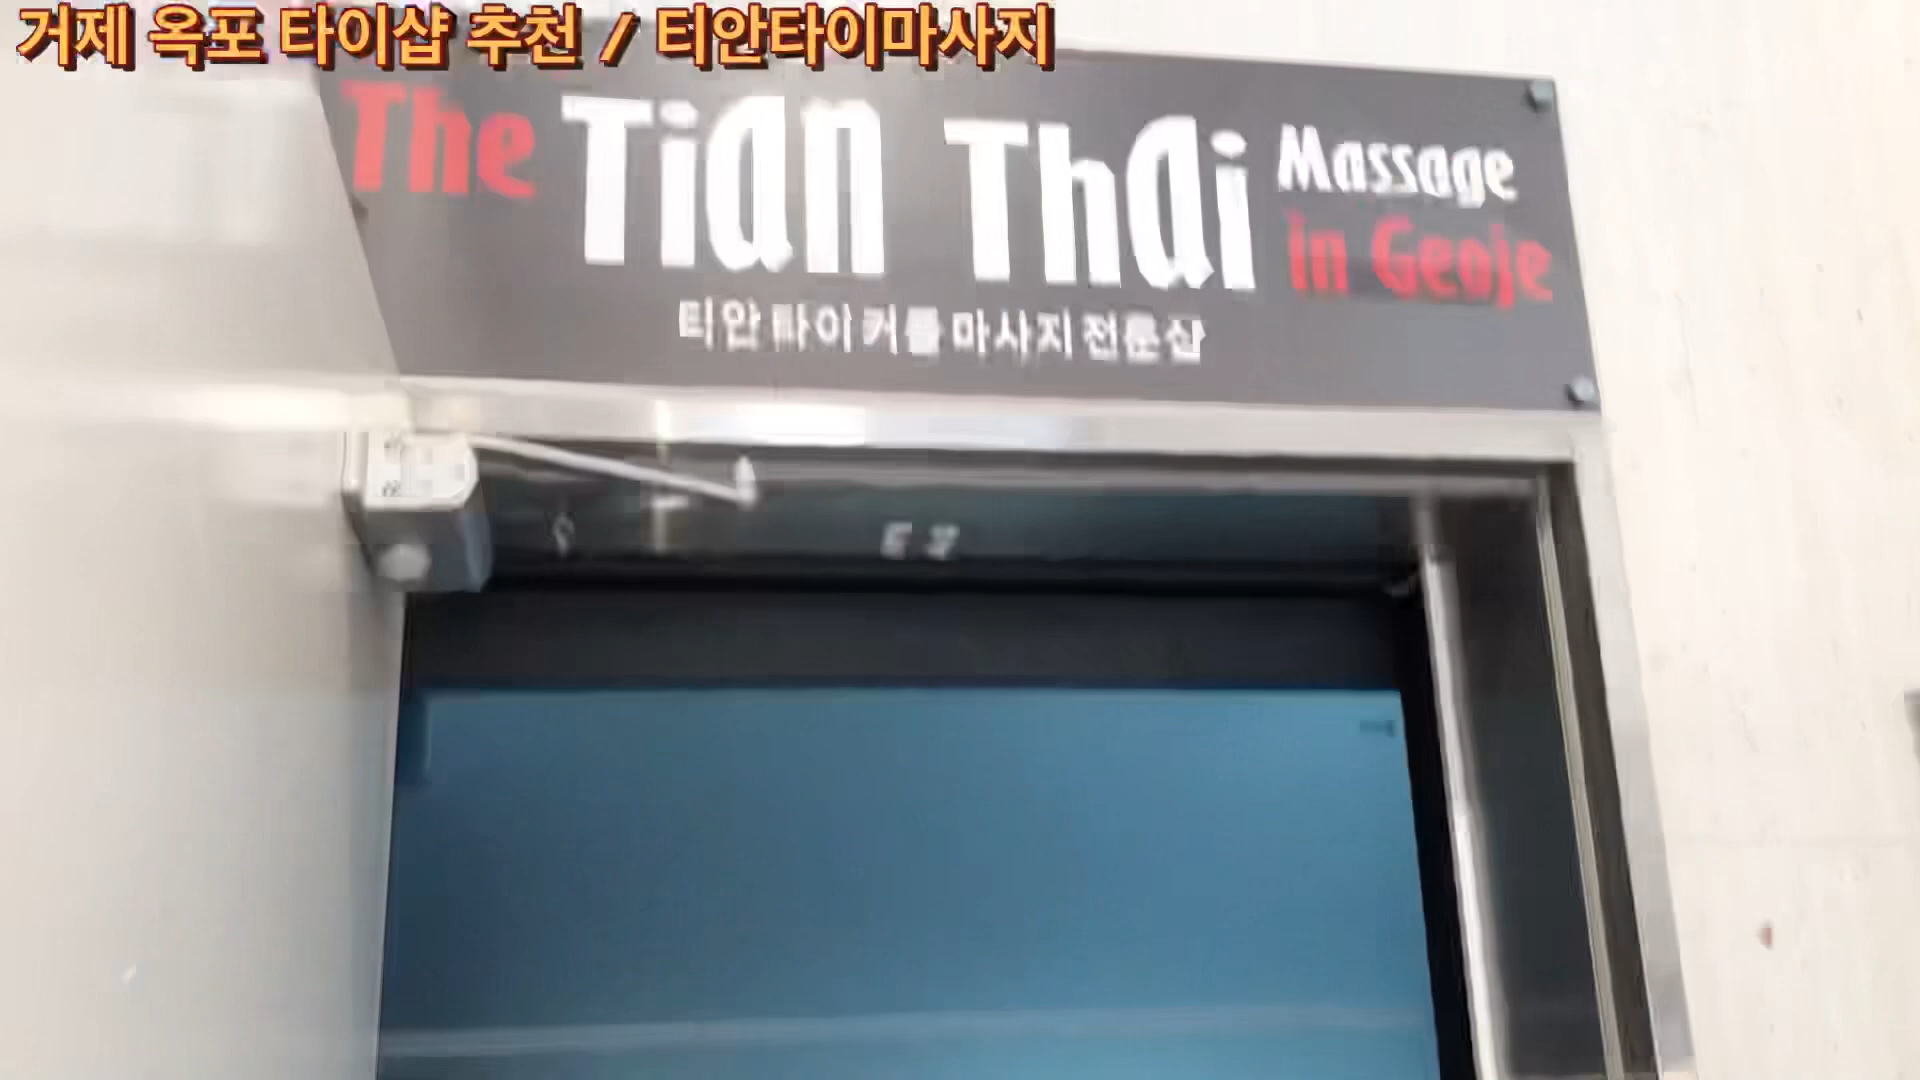 거제 옥포 타이샵 추천 / 티안타이마사지
The Tian Thai Massage
in Geoje
티안 타이 커플 마사지 전문샵